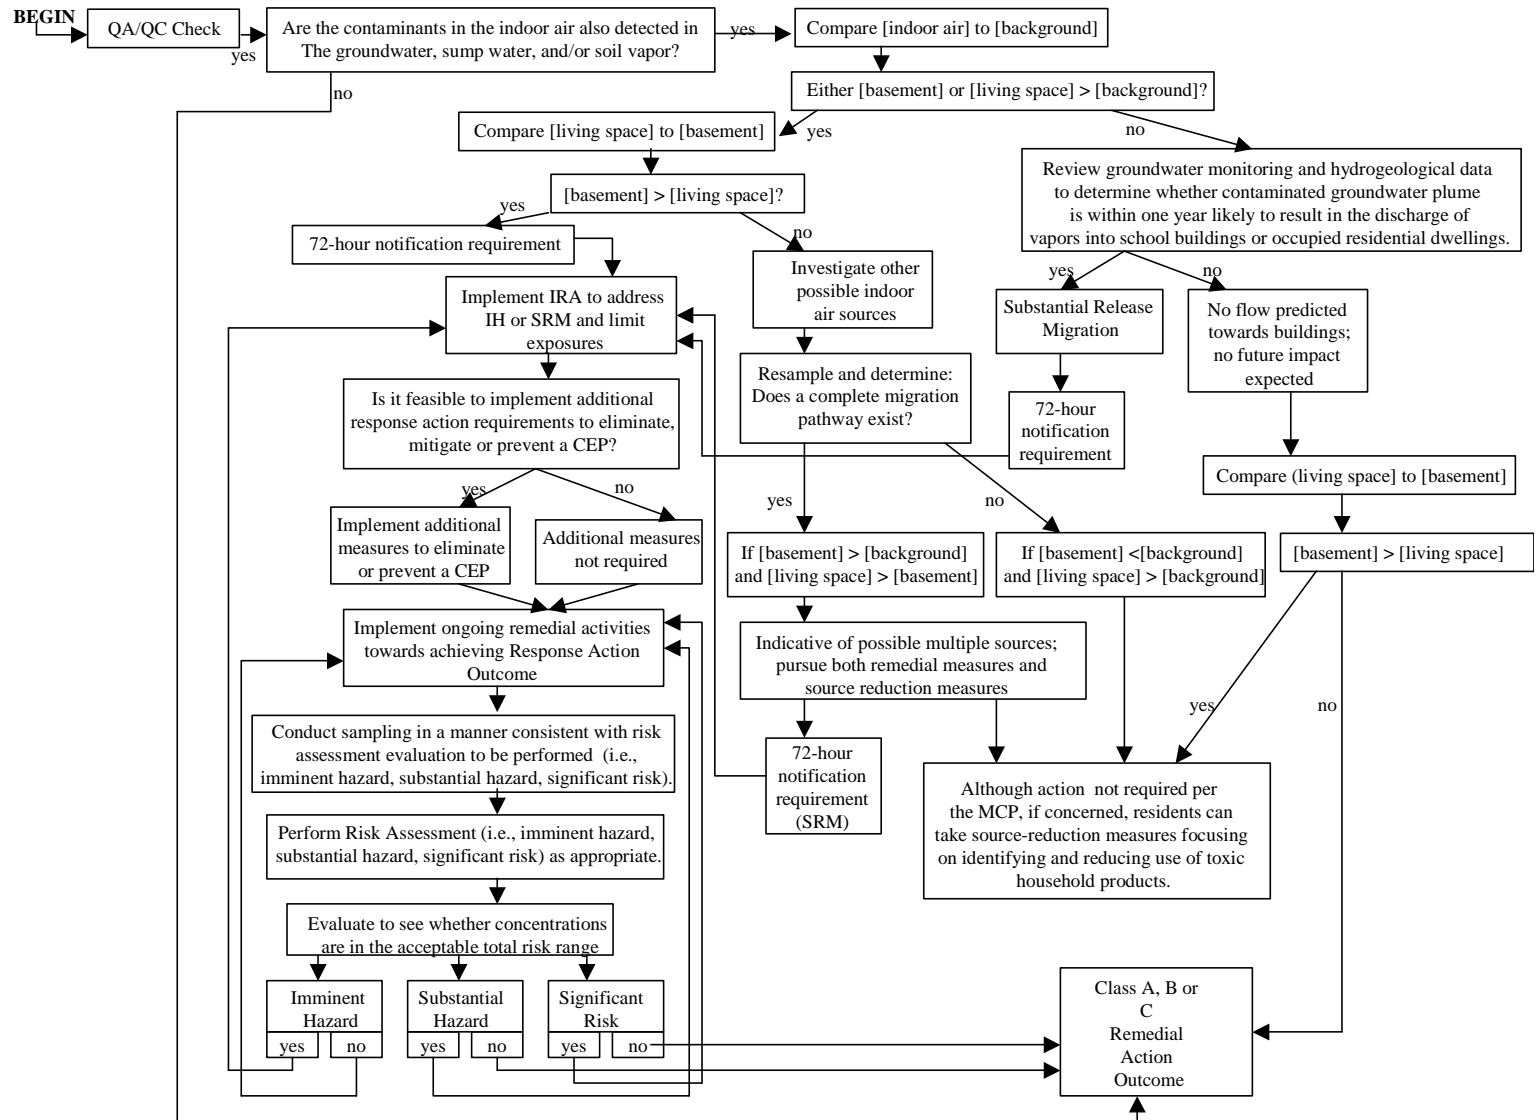 BEGIN
QA/QC Check
yes
Are the contaminants in the indoor air also detected in
The groundwater, sump water, and/or soil vapor?
yes
Compare [indoor air] to [background]
no
Either [basement] or [living space] > [background]?
Compare [living space] to [basement]
yes
no
Review groundwater monitoring and hydrogeological data
to determine whether contaminated groundwater plume
is within one year likely to result in the discharge of
vapors into school buildings or occupied residential dwellings.
[basement] > [living space]?
yes
no
72-hour notification requirement
Investigate other
possible indoor
air sources
yes
no
Implement IRA to address
IH or SRM and limit
exposures
Substantial Release
Migration
No flow predicted
towards buildings;
no future impact
expected
Resample and determine:
Does a complete migration
pathway exist?
Is it feasible to implement additional
response action requirements to eliminate,
mitigate or prevent a CEP?
72-hour
notification
requirement
Compare (living space] to [basement]
yes
no
yes
no
Implement additional
measures to eliminate
or prevent a CEP
Additional measures
not required
If [basement] > [background]
and [living space] > [basement]
If [basement] <[background]
and [living space] > [background]
[basement] > [living space]
Implement ongoing remedial activities
towards achieving Response Action
Outcome
Indicative of possible multiple sources;
pursue both remedial measures and
source reduction measures
yes
no
Conduct sampling in a manner consistent with risk
assessment evaluation to be performed (i.e.,
imminent hazard, substantial hazard, significant risk).
72-hour
notification
requirement
(SRM)
Although action not required per
the MCP, if concerned, residents can
take source-reduction measures focusing
on identifying and reducing use of toxic
household products.
Perform Risk Assessment (i.e., imminent hazard,
substantial hazard, significant risk) as appropriate.
Evaluate to see whether concentrations
are in the acceptable total risk range
Imminent
Hazard
yes
no
Substantial
Hazard
yes
no
Significant
Risk
yes
no
Class A, B or
C
Remedial
Action
Outcome